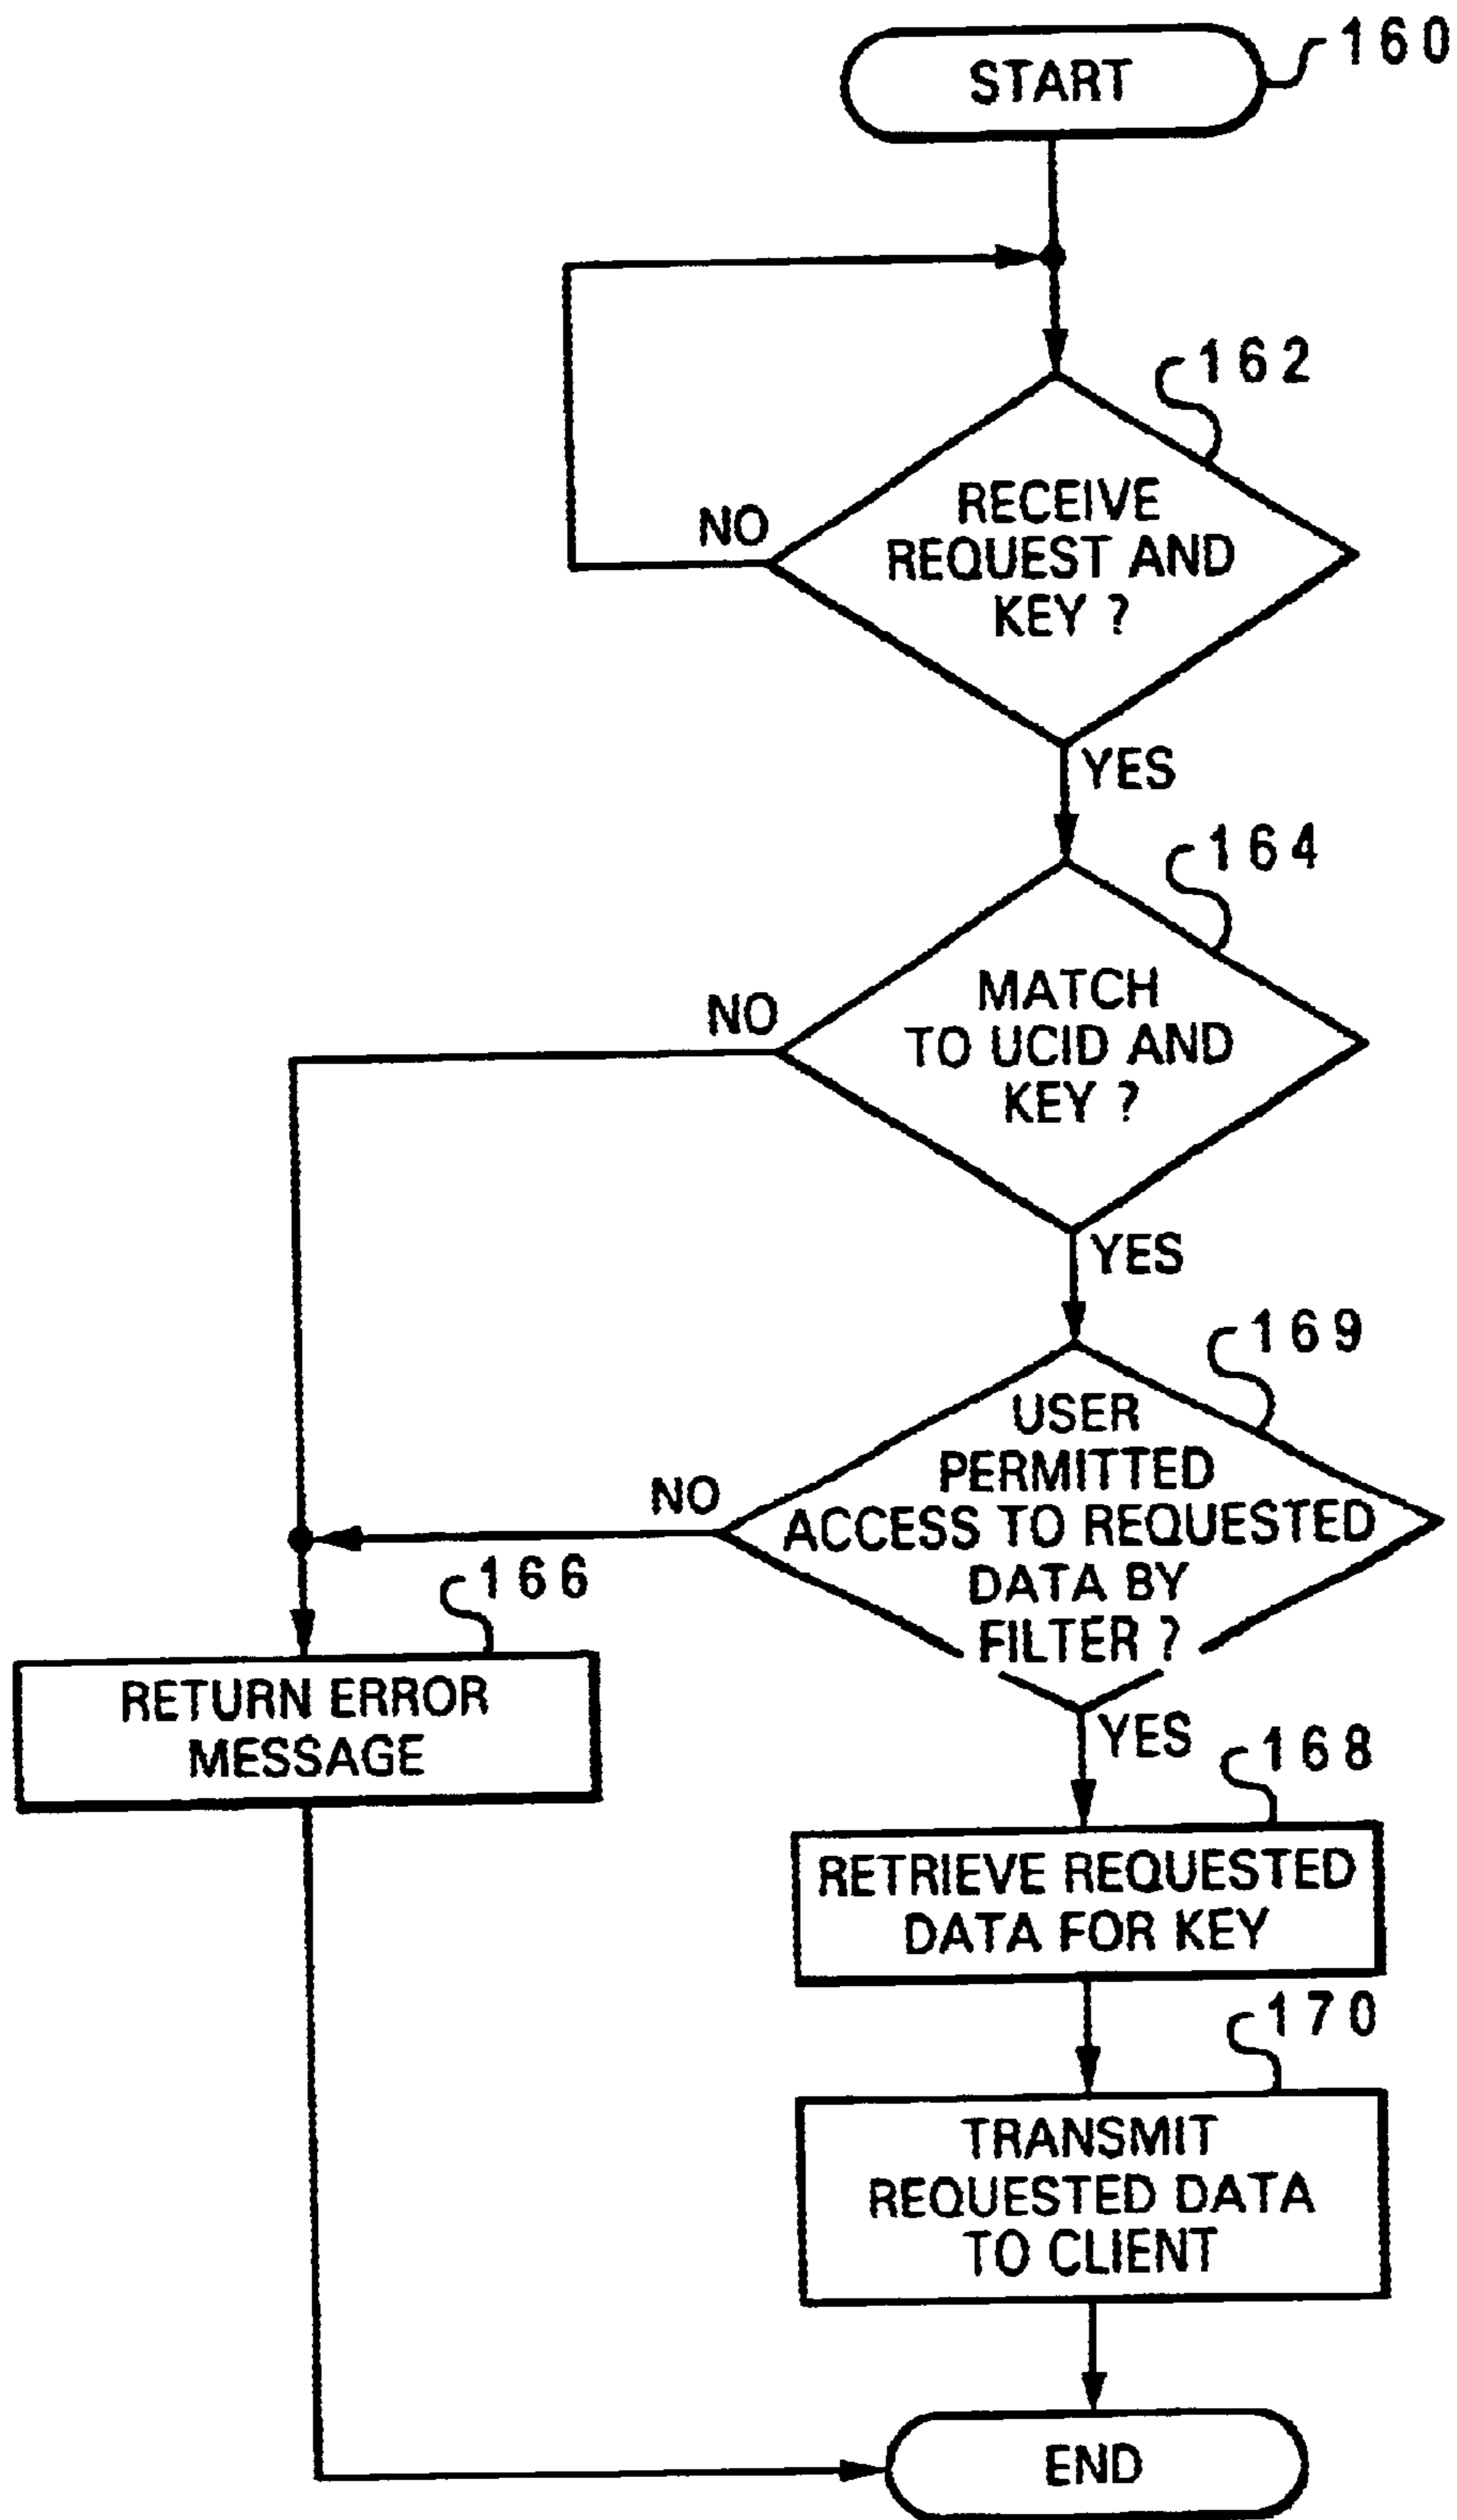 START
160
162
RECEIVE
REQUEST AND
KEY ?
NO
YES
164
MATCH
TO UCID AND
KEY ?
NO
YES
169
USER
PERMITTED
ACCESS TO REQUESTED
DATA BY
FILTER ?
NO
YES
166
RETURN ERROR
MESSAGE
168
RETRIEVE REQUESTED
DATA FOR KEY
170
TRANSMIT
REQUESTED DATA
TO CLIENT
END